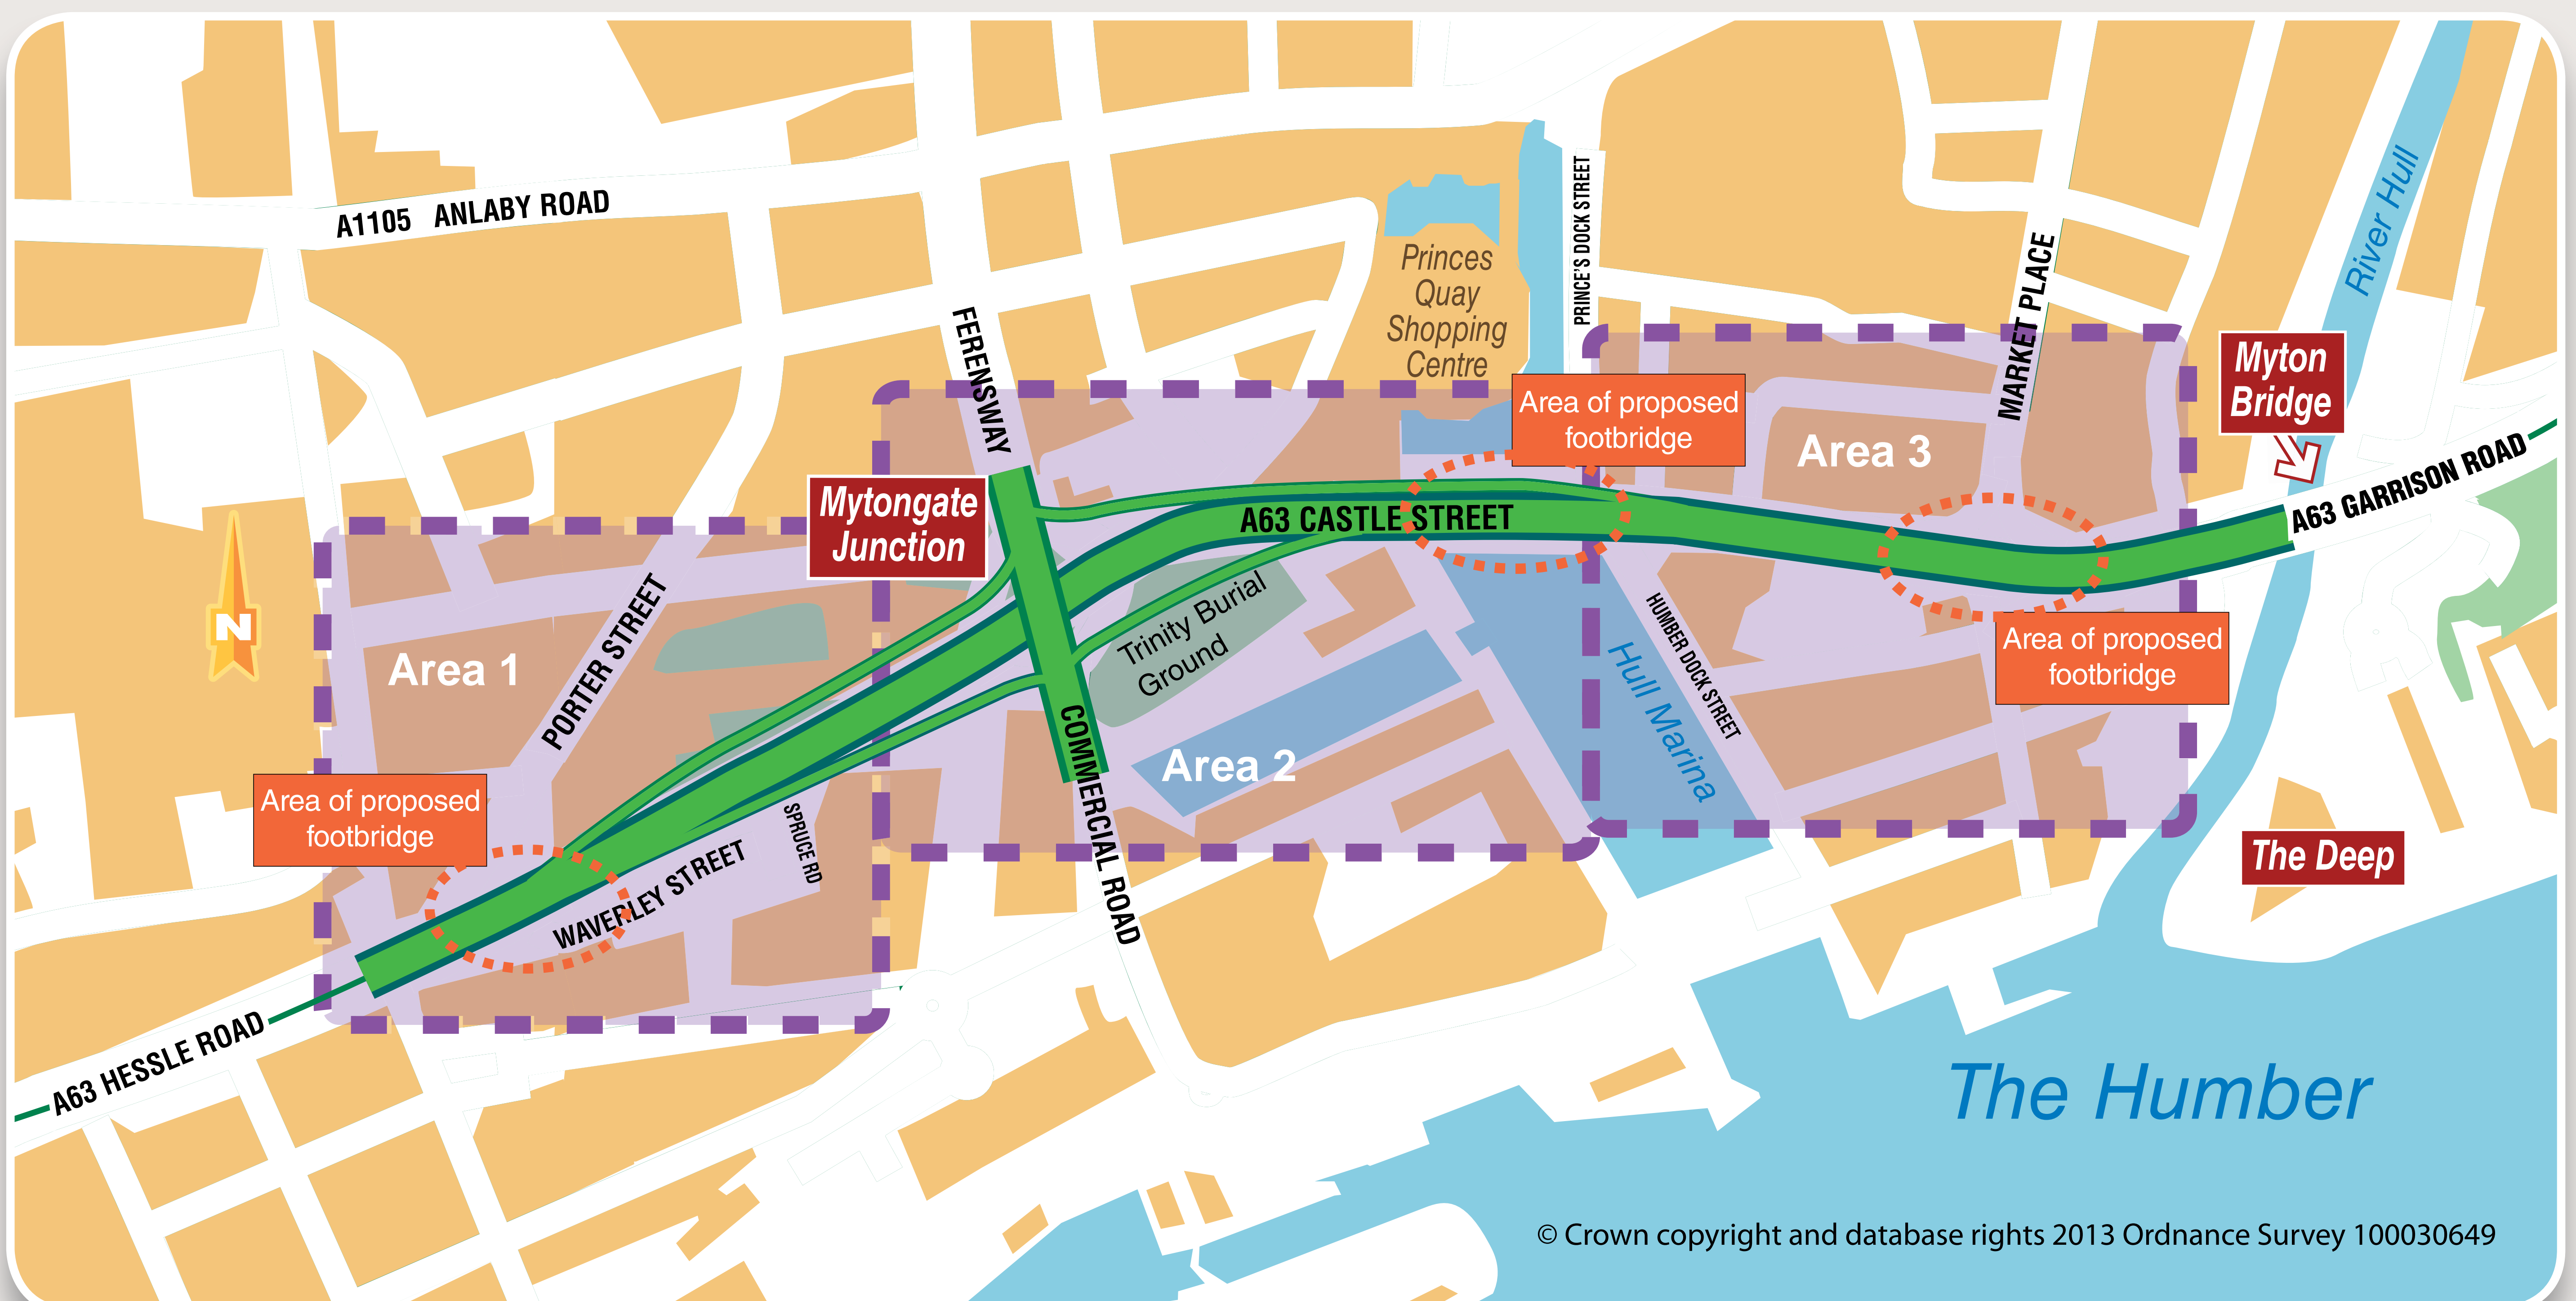 A1105 ANLABY ROAD
FERENSWAY
Princes
Quay
Shopping
Centre
PRINCE'S DOCK STREET
MARKET PLACE
River Hull
Myton
Bridge
Area of proposed
footbridge
Area 3
A63 GARRISON ROAD
Mytongate
Junction
A63 CASTLE STREET
N
Area 1
PORTER STREET
Trinity Burial
Ground
Area 2
Hull Marina
HUMBER DOCK STREET
Area of proposed
footbridge
Area of proposed
footbridge
WAVERLEY STREET
SPRUCE RD
COMMERCIAL ROAD
The Deep
A63 HESSLE ROAD
The Humber
© Crown copyright and database rights 2013 Ordnance Survey 100030649